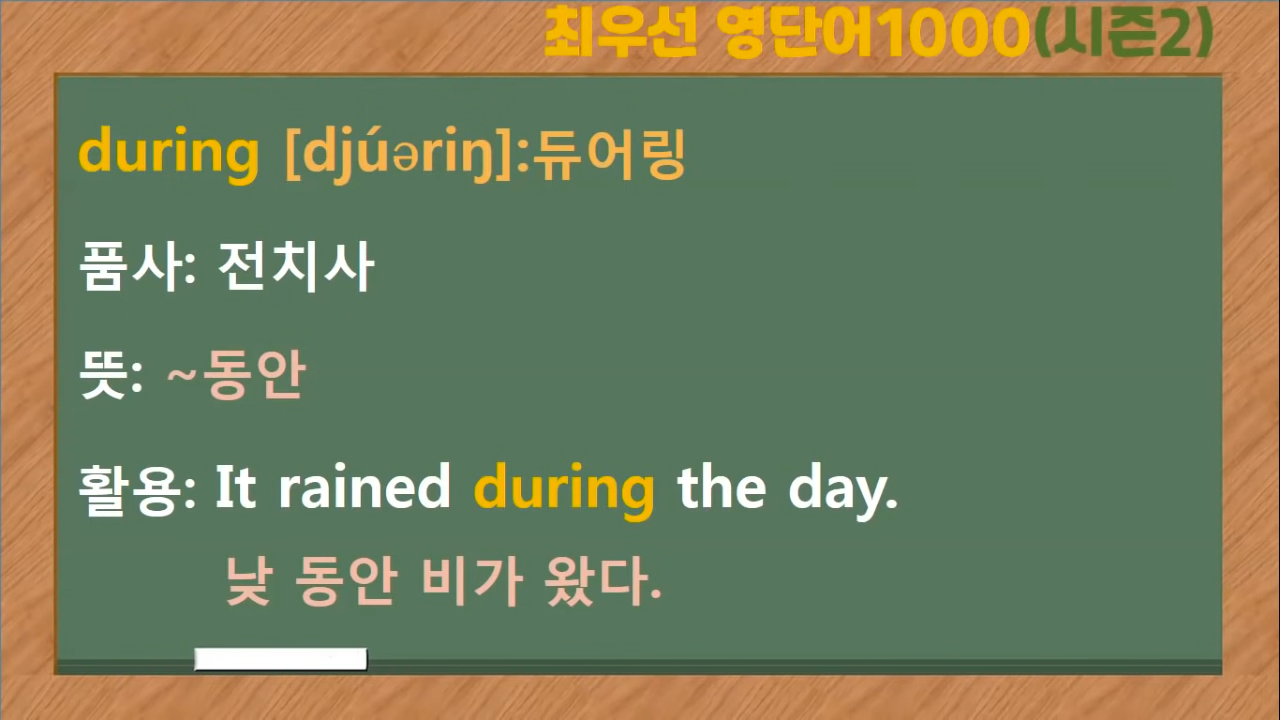 최우선 영단어1000(시즌2)
during [djúəriŋ]:듀어링
품사: 전치사
뜻: ~동안
활용: It rained during the day.
낮 동안 비가 왔다.